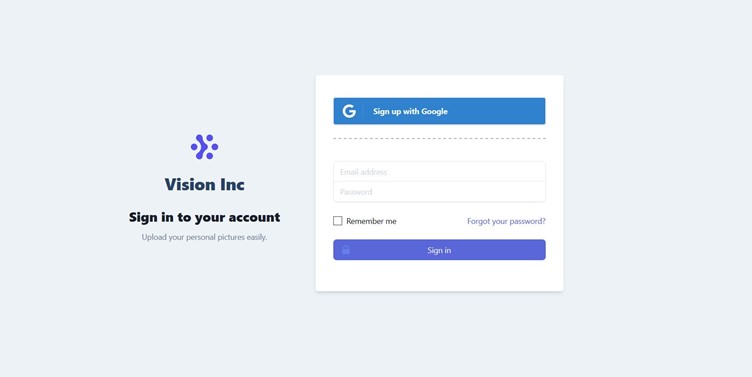 Vision Inc
Sign in to your account
Upload your personal pictures easily.
Sign up with Google
Email address
Password
Remember me
Forgot your password?
Sign in